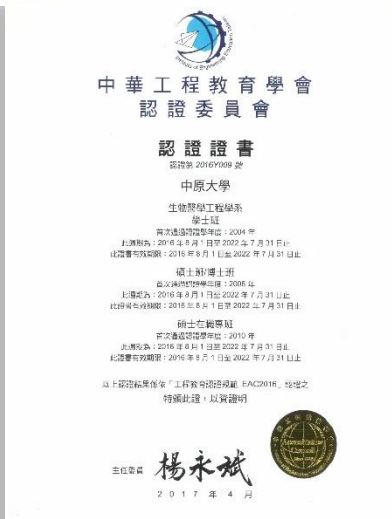 中華工程教育學會
認證委員會
認證證書
認證第 2016Y009 號
中原大學
生物醫學工程學系
學士班
首次通過認證學年度:2004 年
此週期為:2016 年 8 月 1 日至 2022 年 7 月 31 日止
此證書有效期限:2016 年 8 月 1 日至 2022 年 7 月 31 日止
碩士班/博士班
首次通過認證學年度:2006 年
此週期為:2016 年 8 月 1 日至 2022 年 7 月 31 日止
此證書有效期限:2016 年 8 月 1 日至 2022 年 7 月 31 日止
碩士在職專班
首次通過認證學年度:2010 年
此週期為:2016 年 8 月 1 日至 2022 年 7 月 31 日止
此證書有效期限:2016 年 8 月 1 日至 2022 年 7 月 31 日止
以上認證結果係依「工程教育認證規範 EAC2016」認證之
特頒此證,以資證明
主任委員 楊永斌
2017 年 4 月